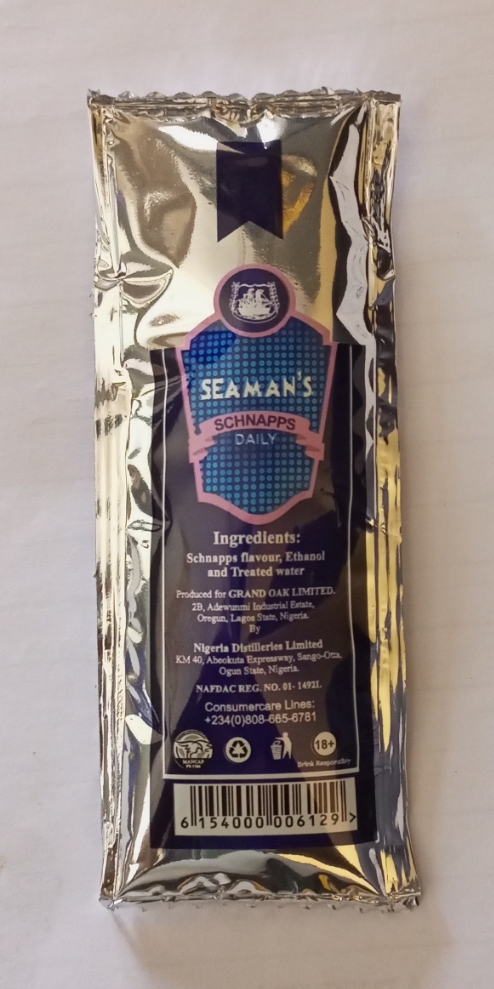 SEAMAN'S
SCHNAPPS
DAILY
Ingredients:
Schnapps flavour, Ethanol
and Treated water
Produced for GRAND OAK LIMITED.
2B, Adewunmi Industrial Estate,
Oregun, Lagos State, Nigeria.
By
Nigeria Distilleries Limited
KM 40, Abeokuta Expressway, Sango-Otta,
Ogun State, Nigeria.
NAFDAC REG. NO. 01- 1492L
Consumercare Lines:
+234(0)808-665-6781
MANCAP
18+
Drink Responsibly
6 154000 006129 >